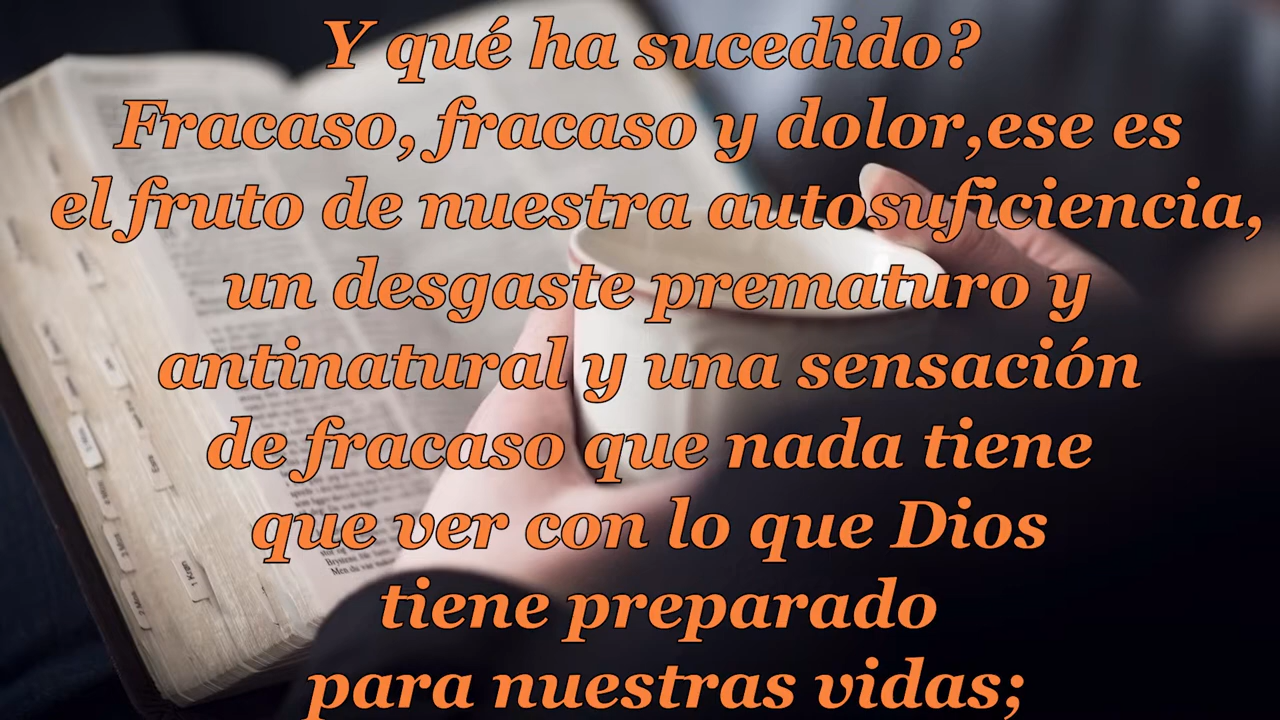 Y qué ha sucedido?
Fracaso, fracaso y dolor,ese es
el fruto de nuestra autosuficiencia,
un desgaste prematuro y
antinatural y una sensación
de fracaso que nada tiene
que ver con lo que Dios
tiene preparado
para nuestras vidas;